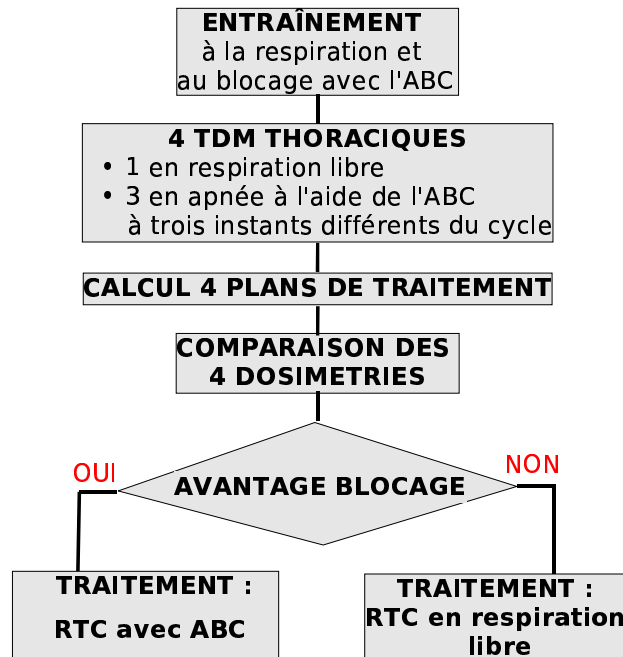 ENTRAÎNEMENT
à la respiration et
au blocage avec l'ABC
4 TDM THORACIQUES
• 1 en respiration libre
• 3 en apnée à l'aide de l'ABC
à trois instants différents du cycle
CALCUL 4 PLANS DE TRAITEMENT
COMPARAISON DES
4 DOSIMETRIES
OUI
NON
AVANTAGE BLOCAGE
TRAITEMENT :
RTC avec ABC
TRAITEMENT :
RTC en respiration
libre